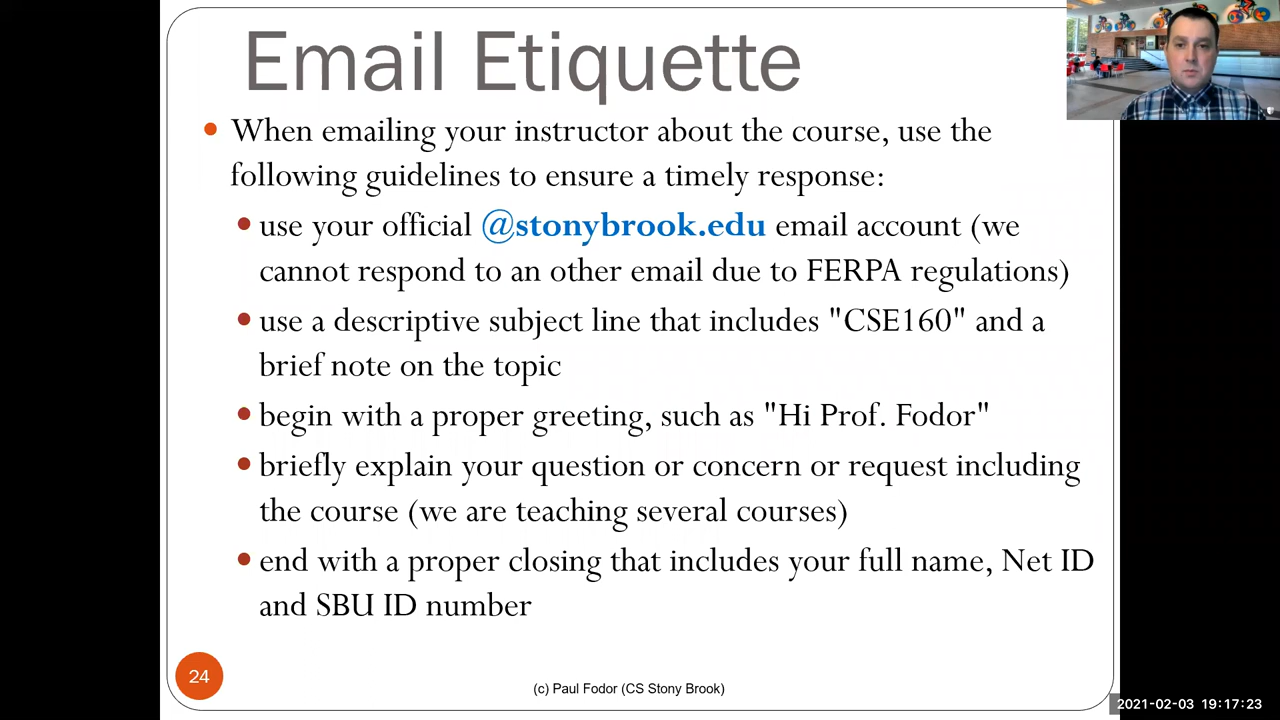 Email Etiquette
When emailing your instructor about the course, use the
following guidelines to ensure a timely response:
use your official @stonybrook.edu email account (we
cannot respond to an other email due to FERPA regulations)
use a descriptive subject line that includes "CSE160" and a
brief note on the topic
begin with a proper greeting, such as "Hi Prof. Fodor"
briefly explain your question or concern or request including
the course (we are teaching several courses)
end with a proper closing that includes your full name, Net ID
and SBU ID number
24
(c) Paul Fodor (CS Stony Brook)
2021-02-03 19:17:23